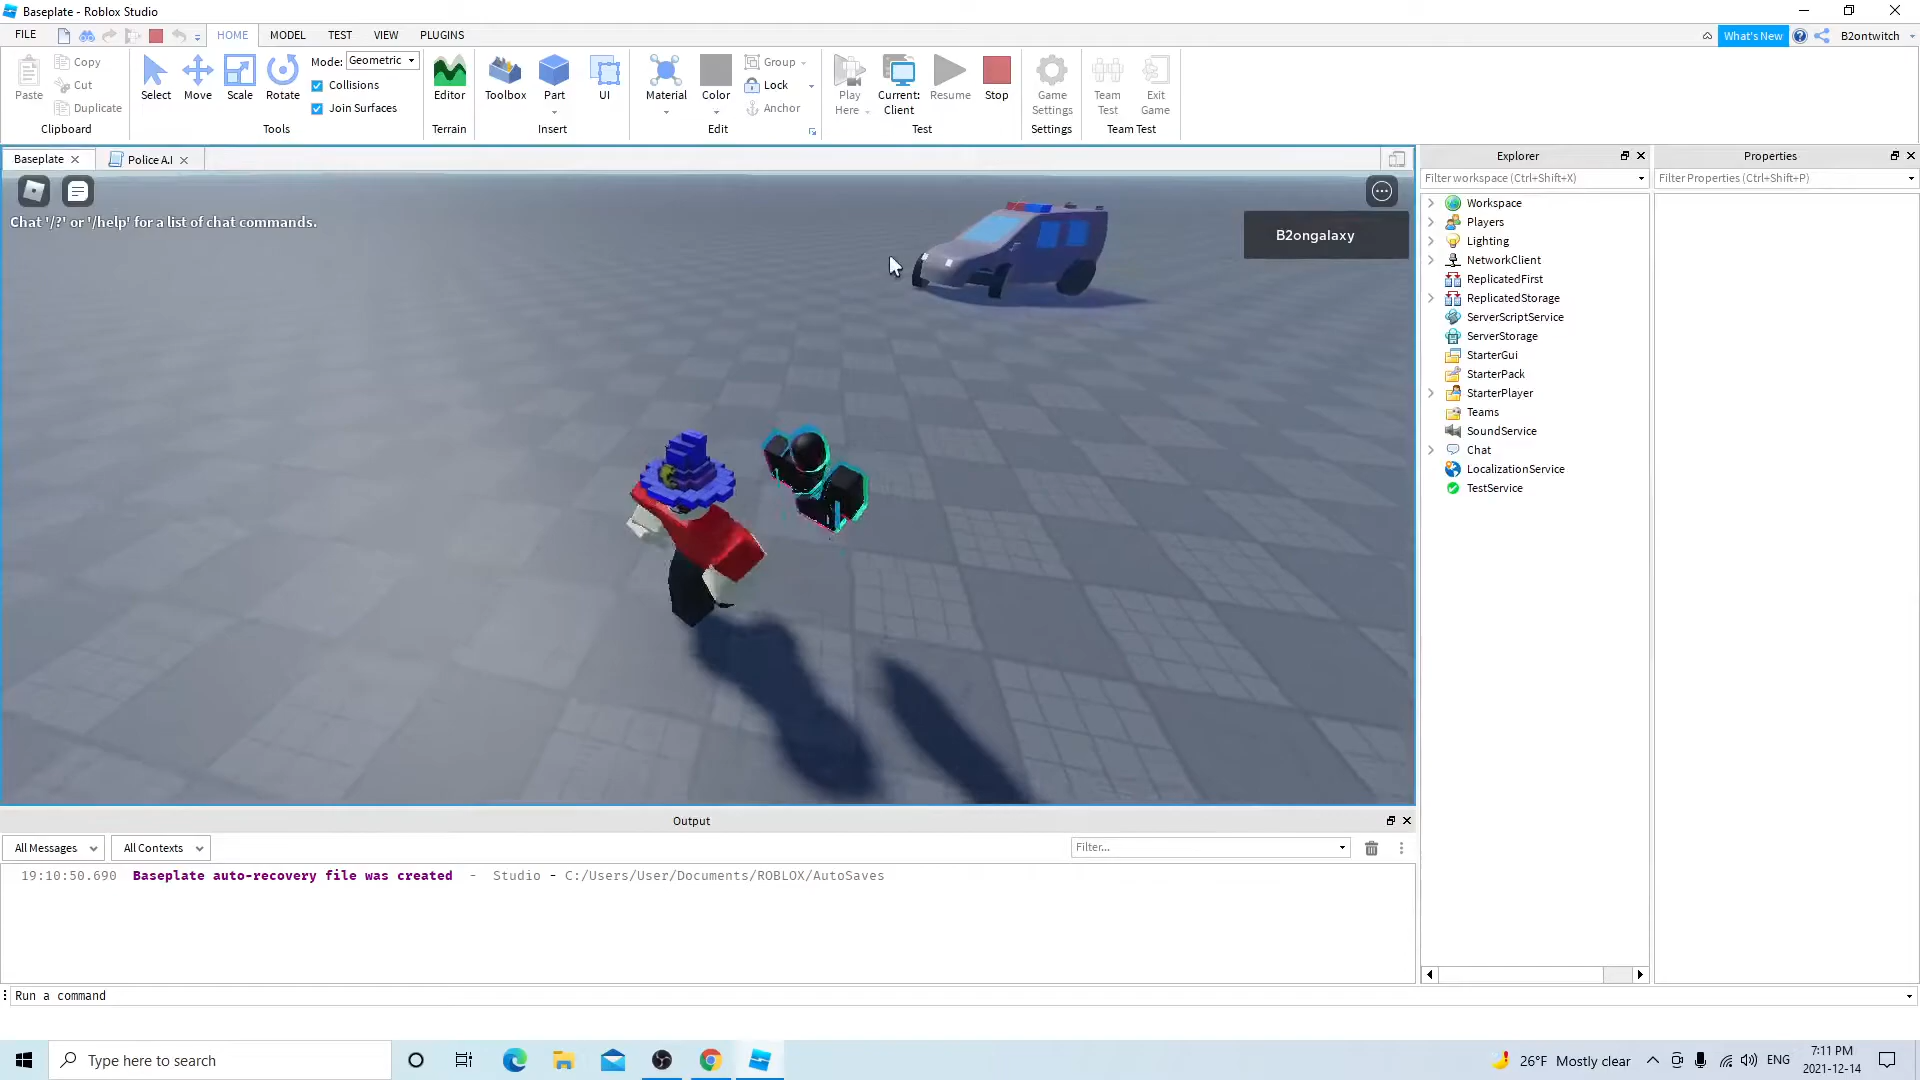 Baseplate - Roblox Studio
FILE HOME MODEL TEST VIEW PLUGINS What's New B2ontwitch
Paste Copy Cut Duplicate Clipboard
Select Move Scale Rotate Mode: Geometric Collisions Join Surfaces Tools
Editor Terrain
Toolbox Part UI Insert
Material Color Group Lock Anchor Edit
Play Here Current: Client Resume Stop Test
Game Settings Settings
Team Test Exit Game Team Test
Baseplate Police A.I
Chat '/?' or '/help' for a list of chat commands.
B2ongalaxy
Explorer
Filter workspace (Ctrl+Shift+X)
Workspace
Players
Lighting
NetworkClient
ReplicatedFirst
ReplicatedStorage
ServerScriptService
ServerStorage
StarterGui
StarterPack
StarterPlayer
Teams
SoundService
Chat
LocalizationService
TestService
Properties
Filter Properties (Ctrl+Shift+P)
Output
All Messages All Contexts Filter...
19:10:50.690 Baseplate auto-recovery file was created - Studio - C:/Users/User/Documents/ROBLOX/AutoSaves
Run a command
Type here to search
26°F Mostly clear
ENG
7:11 PM
2021-12-14